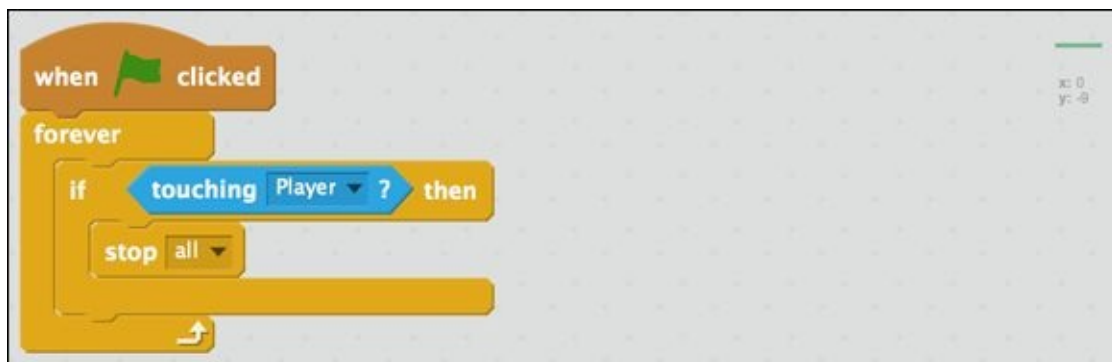 when clicked
forever
if touching Player ? then
stop all
x: 0
y: -9